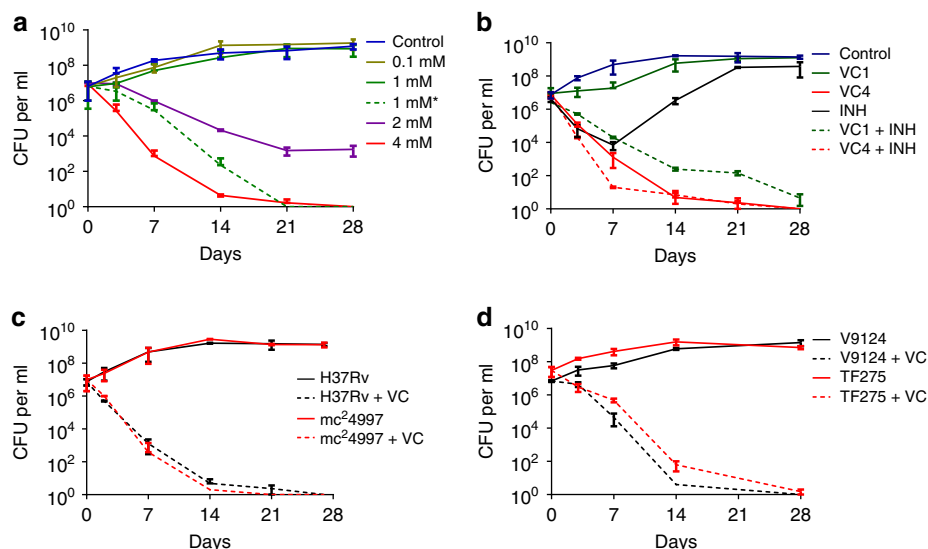 a
CFU per ml
10^10
10^8
10^6
10^4
10^2
10^0
0 7 14 21 28
Days
Control
0.1 mM
1 mM
1 mM*
2 mM
4 mM
b
CFU per ml
10^10
10^8
10^6
10^4
10^2
10^0
0 7 14 21 28
Days
Control
VC1
VC4
INH
VC1 + INH
VC4 + INH
c
CFU per ml
10^10
10^8
10^6
10^4
10^2
10^0
0 7 14 21 28
Days
H37Rv
H37Rv + VC
mc²4997
mc²4997 + VC
d
CFU per ml
10^10
10^8
10^6
10^4
10^2
10^0
0 7 14 21 28
Days
V9124
V9124 + VC
TF275
TF275 + VC